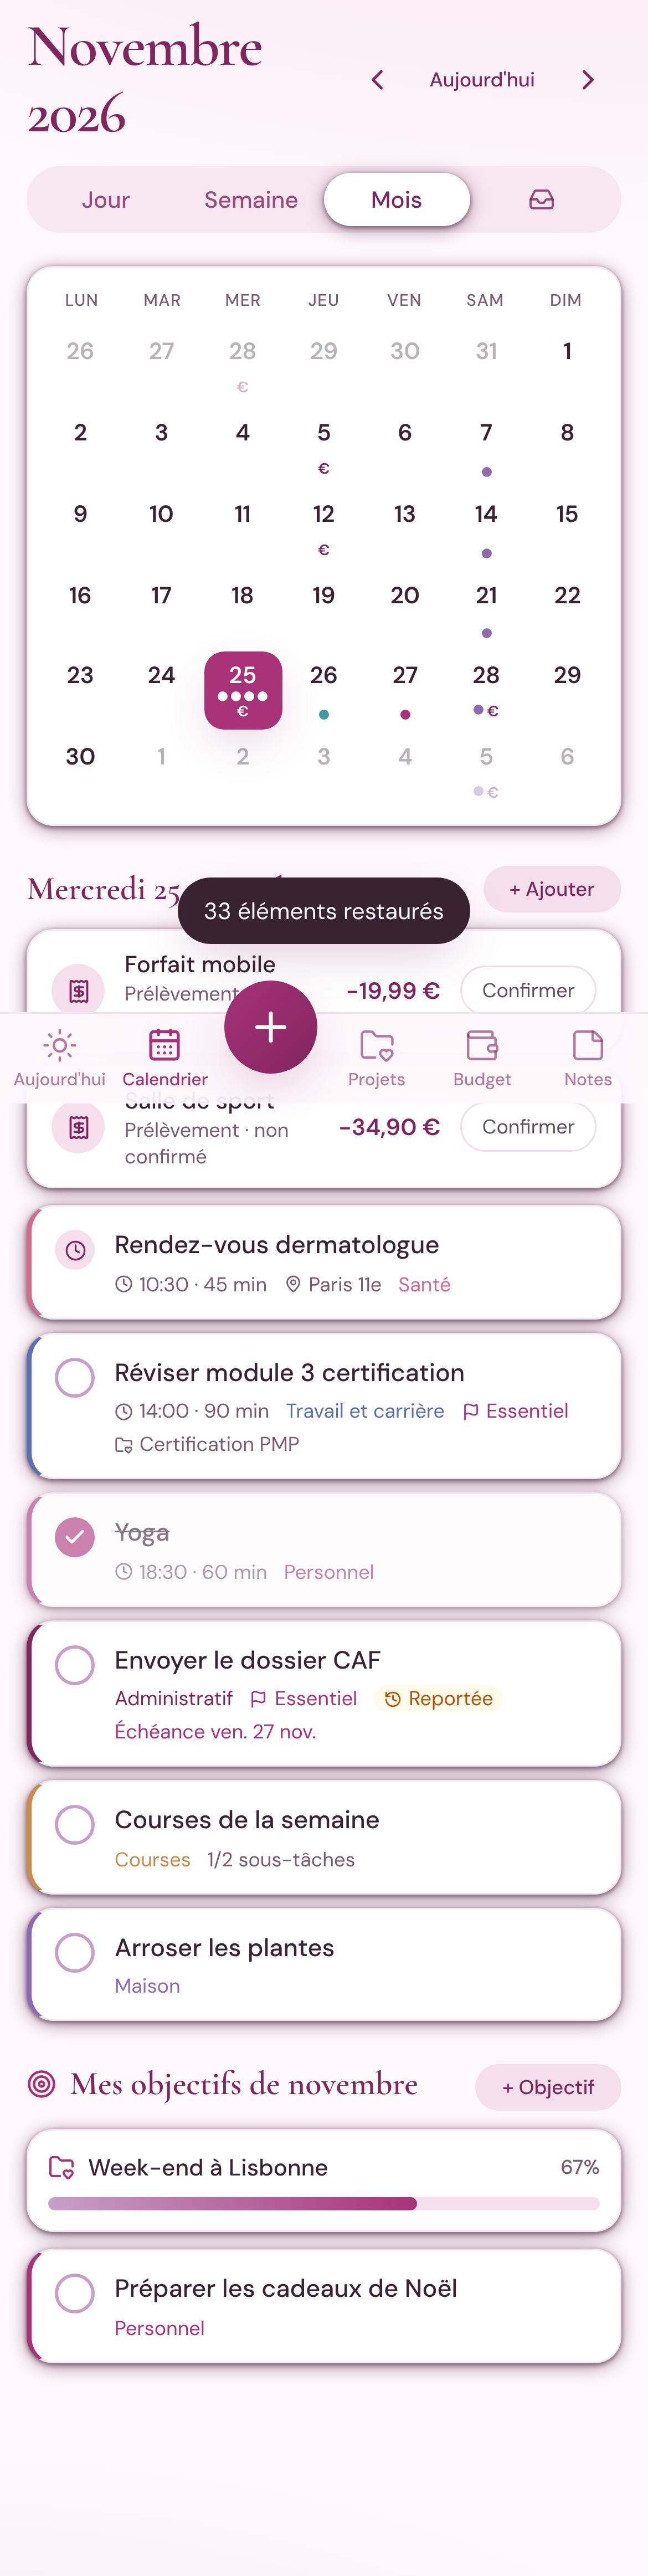 Novembre
2026
Aujourd'hui
Jour Semaine Mois
LUN MAR MER JEU VEN SAM DIM
26 27 28 29 30 31 1
€
2 3 4 5 6 7 8
€
9 10 11 12 13 14 15
€
16 17 18 19 20 21 22
23 24 25 26 27 28 29
€ €
30 1 2 3 4 5 6
€
Mercredi 25
+ Ajouter
33 éléments restaurés
Forfait mobile
Prélèvement
-19,99 € Confirmer
Aujourd'hui Calendrier Projets Budget Notes
Salle de sport
Prélèvement · non
confirmé
-34,90 € Confirmer
Rendez-vous dermatologue
10:30 · 45 min Paris 11e Santé
Réviser module 3 certification
14:00 · 90 min Travail et carrière Essentiel
Certification PMP
Yoga
18:30 · 60 min Personnel
Envoyer le dossier CAF
Administratif Essentiel Reportée
Échéance ven. 27 nov.
Courses de la semaine
Courses 1/2 sous-tâches
Arroser les plantes
Maison
Mes objectifs de novembre + Objectif
Week-end à Lisbonne 67%
Préparer les cadeaux de Noël
Personnel